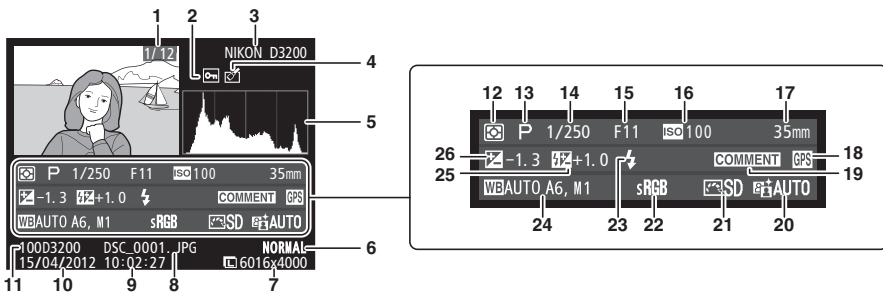 1 2 3
1/12 NIKON D3200
4
5
P 1/250 F11 ISO 100 35mm
−1.3 +1.0 COMMENT GPS
WB AUTO A6, M1 sRGB SD AUTO
100D3200 DSC_0001.JPG NORMAL
15/04/2012 10:02:27 L 6016x4000
6
11 10 9 8 7
12 13 14 15 16 17
P 1/250 F11 ISO 100 35mm
26 −1.3 +1.0 COMMENT GPS 18
25 19
WB AUTO A6, M1 sRGB SD AUTO
24 23 22 21 20